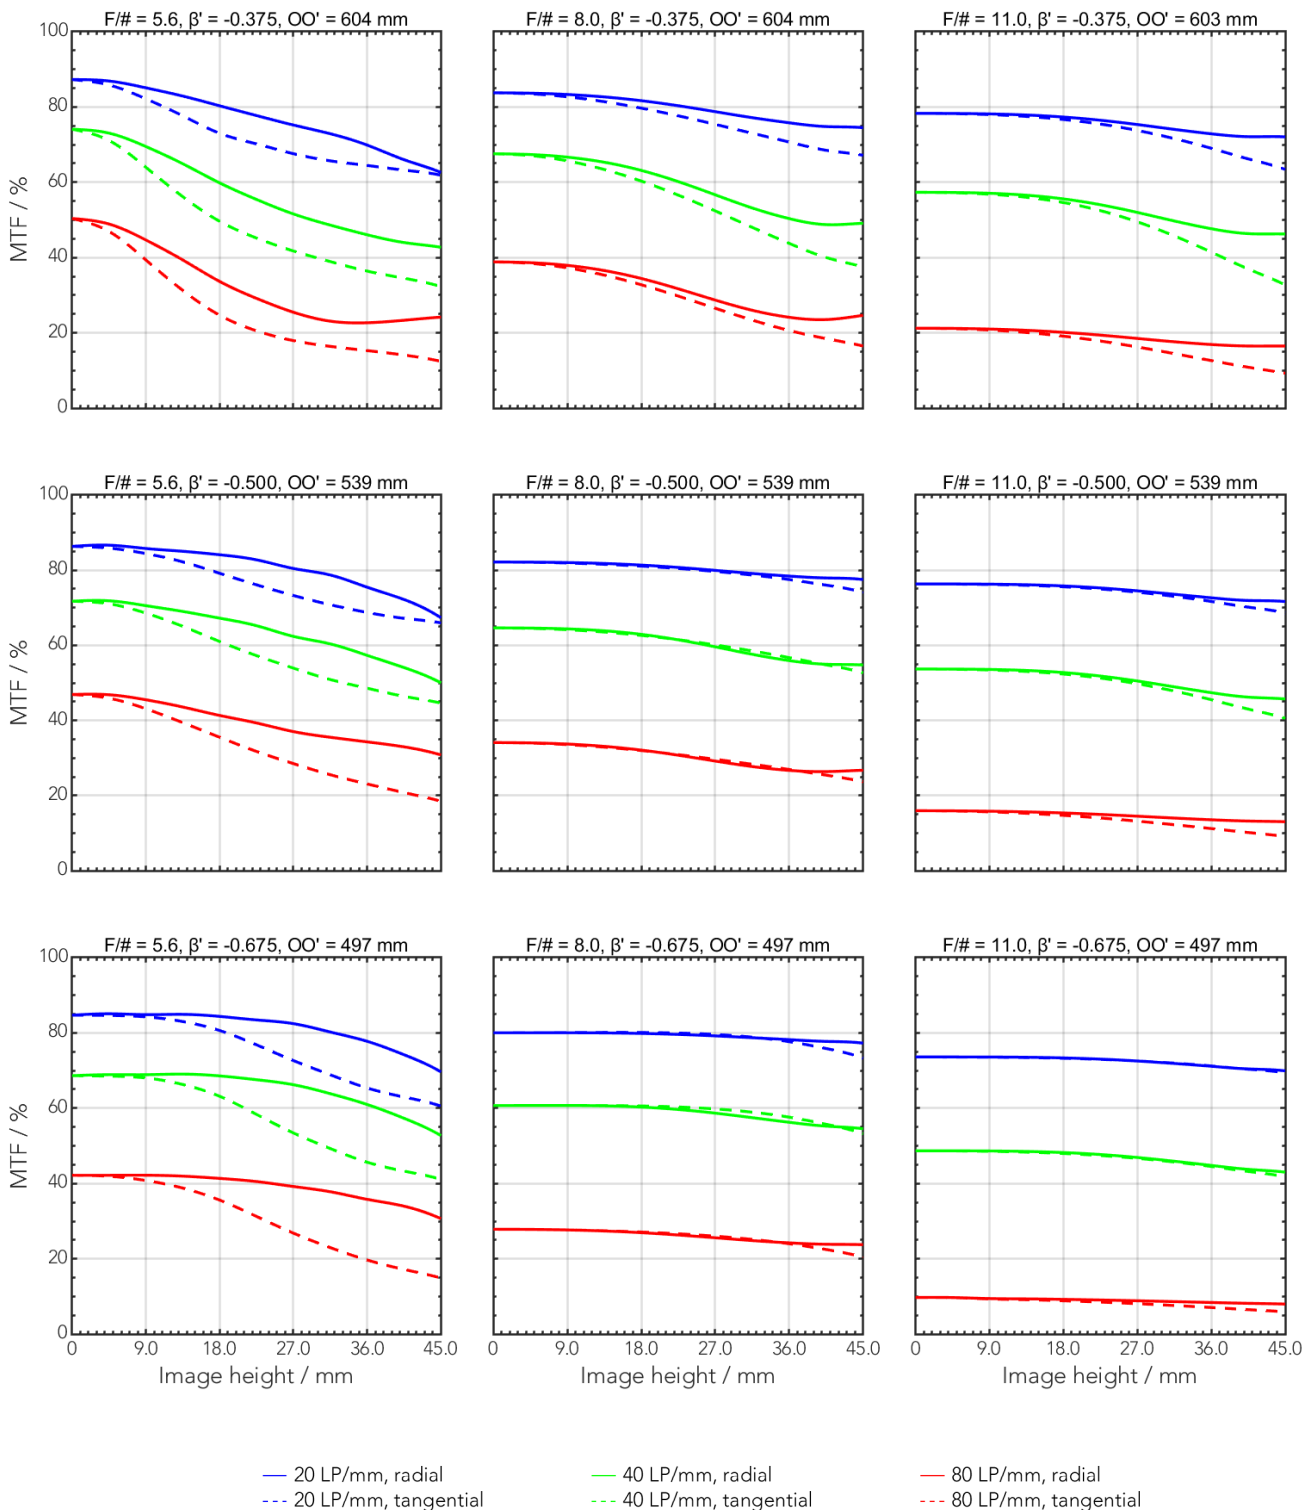 F/# = 5.6, β' = -0.375, OO' = 604 mm
F/# = 8.0, β' = -0.375, OO' = 604 mm
F/# = 11.0, β' = -0.375, OO' = 603 mm
100
80
60
40
20
0
MTF / %
F/# = 5.6, β' = -0.500, OO' = 539 mm
F/# = 8.0, β' = -0.500, OO' = 539 mm
F/# = 11.0, β' = -0.500, OO' = 539 mm
100
80
60
40
20
0
MTF / %
F/# = 5.6, β' = -0.675, OO' = 497 mm
F/# = 8.0, β' = -0.675, OO' = 497 mm
F/# = 11.0, β' = -0.675, OO' = 497 mm
100
80
60
40
20
0
MTF / %
0 9.0 18.0 27.0 36.0 45.0
0 9.0 18.0 27.0 36.0 45.0
0 9.0 18.0 27.0 36.0 45.0
Image height / mm
Image height / mm
Image height / mm
20 LP/mm, radial
40 LP/mm, radial
80 LP/mm, radial
20 LP/mm, tangential
40 LP/mm, tangential
80 LP/mm, tangential